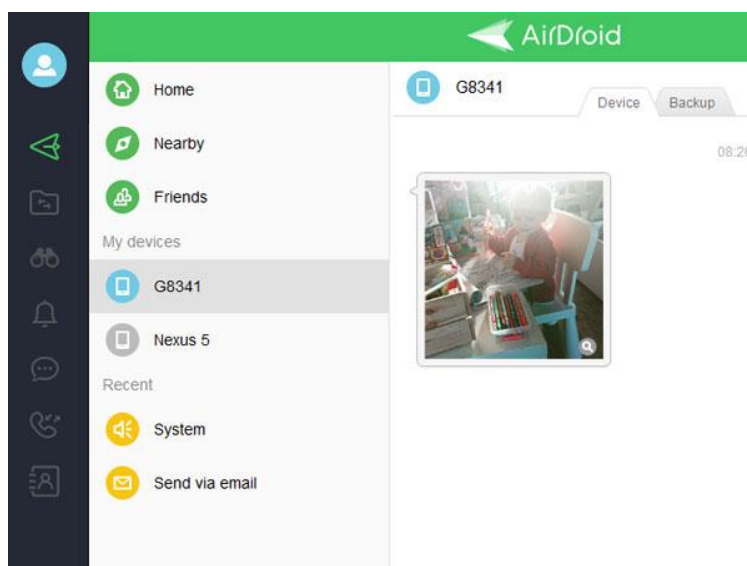 AirDroid
Home
Nearby
Friends
My devices
G8341
Nexus 5
Recent
System
Send via email
G8341
Device
Backup